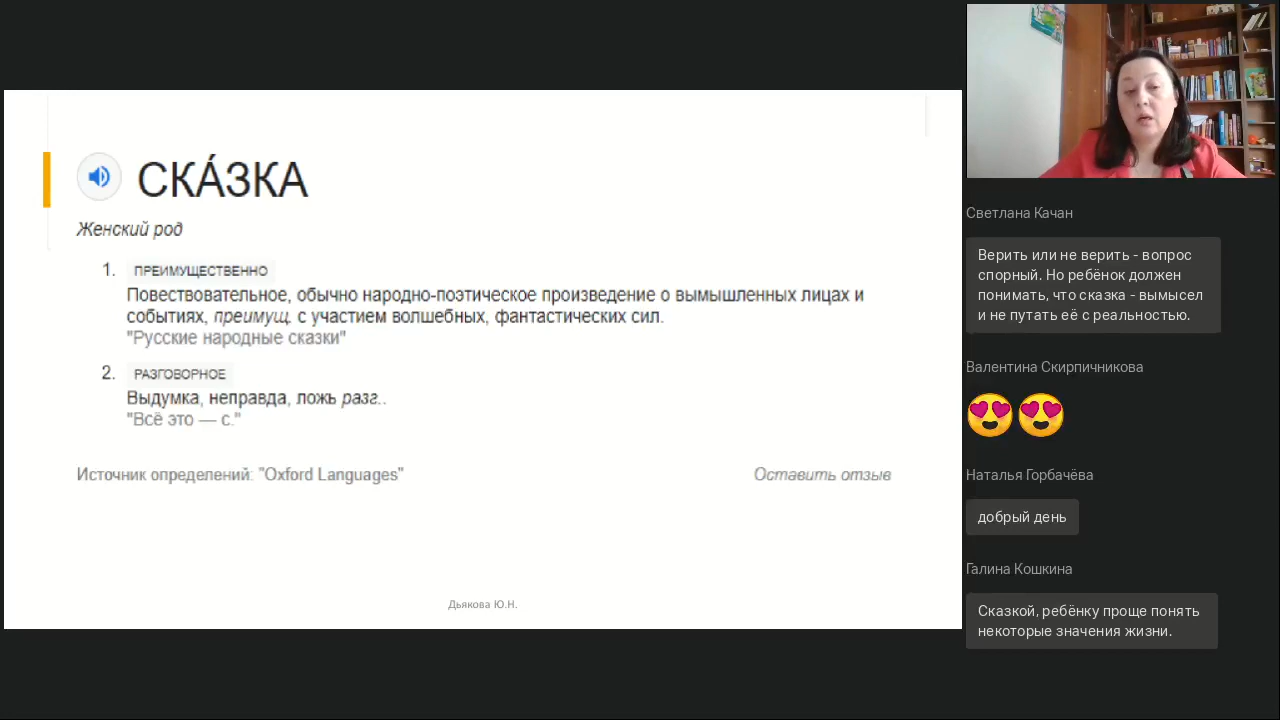 СКА́ЗКА
Женский род
1. ПРЕИМУЩЕСТВЕННО
Повествовательное, обычно народно-поэтическое произведение о вымышленных лицах и
событиях, преимущ. с участием волшебных, фантастических сил.
"Русские народные сказки"
2. РАЗГОВОРНОЕ
Выдумка, неправда, ложь разг..
"Всё это — с."
Источник определений: "Oxford Languages"
Оставить отзыв
Дьякова Ю.Н.
Светлана Качан
Верить или не верить - вопрос
спорный. Но ребёнок должен
понимать, что сказка - вымысел
и не путать её с реальностью.
Валентина Скирпичникова
Наталья Горбачёва
добрый день
Галина Кошкина
Сказкой, ребёнку проще понять
некоторые значения жизни.